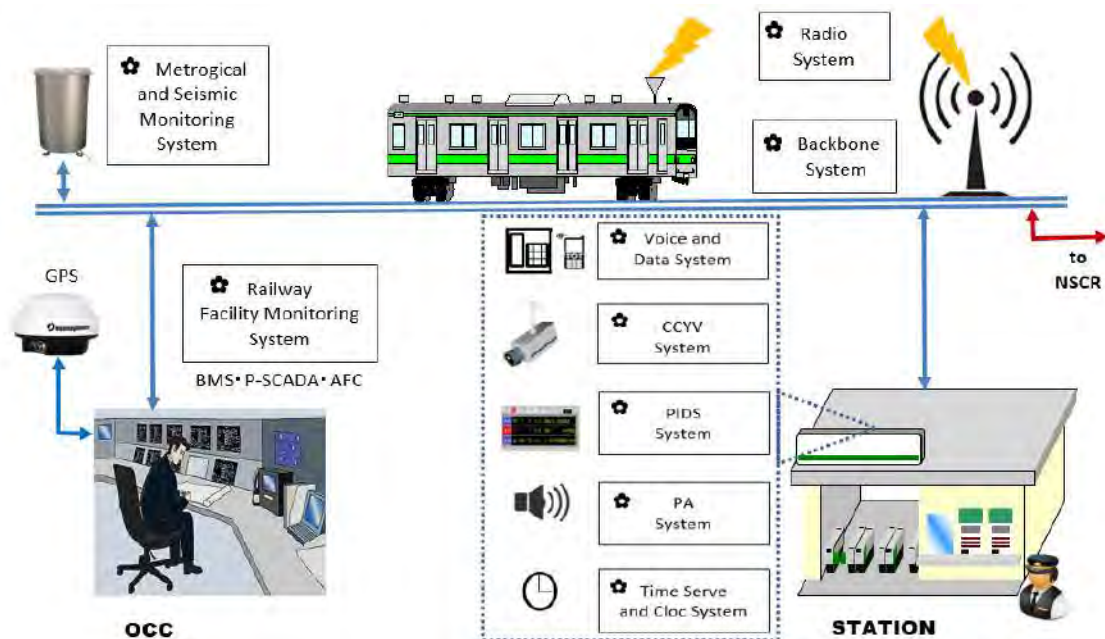 ✿ Metrogical
and Seismic
Monitoring
System
✿ Radio
System
✿ Backbone
System
to
NSCR
GPS
✿ Railway
Facility Monitoring
System
BMS・P-SCADA・AFC
✿ Voice and
Data System
✿ CCYV
System
✿ PIDS
System
✿ PA
System
✿ Time Serve
and Cloc System
OCC
STATION